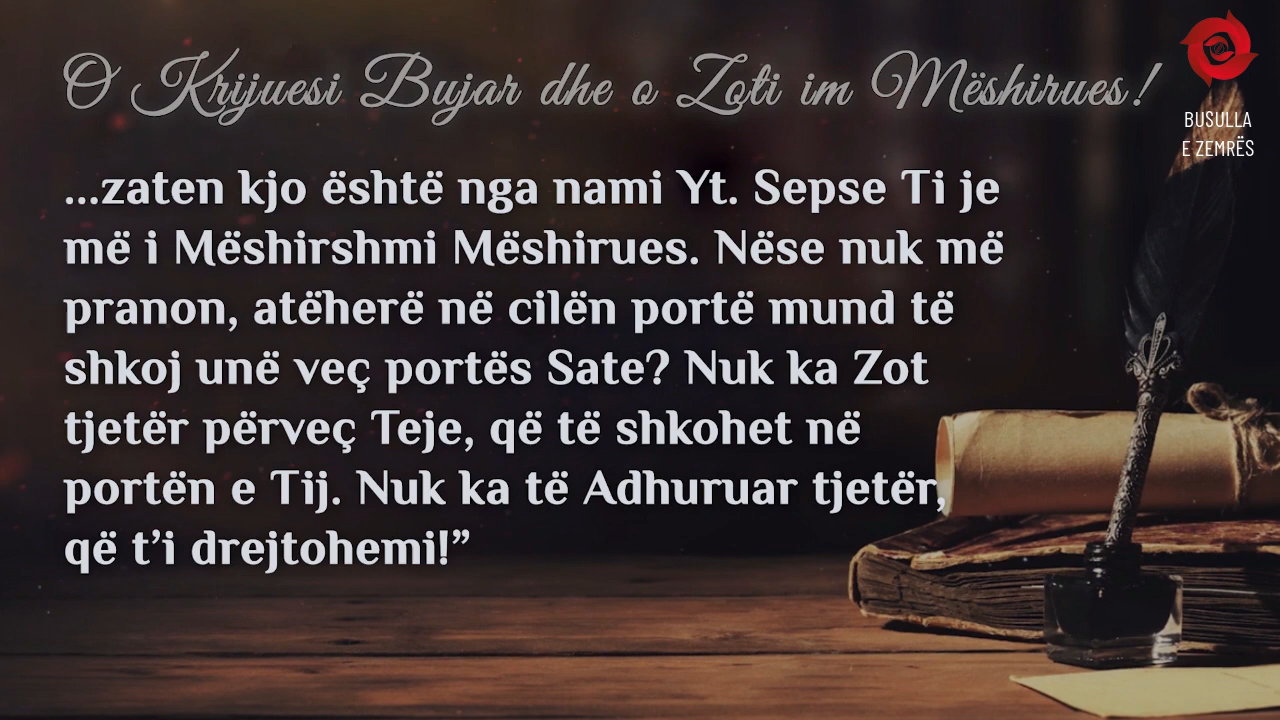 O Krijuesi Bujar dhe o Zoti im Mëshirues!
BUSULLA
E ZEMRËS
...zaten kjo është nga nami Yt. Sepse Ti je
më i Mëshirshmi Mëshirues. Nëse nuk më
pranon, atëherë në cilën portë mund të
shkoj unë veç portës Sate? Nuk ka Zot
tjetër përveç Teje, që të shkohet në
portën e Tij. Nuk ka të Adhuruar tjetër,
që t’i drejtohemi!”